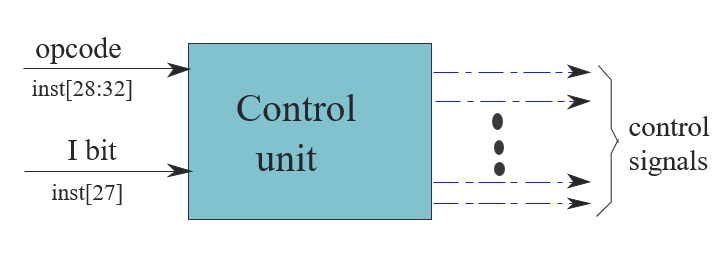 opcode
inst[28:32]
I bit
inst[27]
Control
unit
control
signals